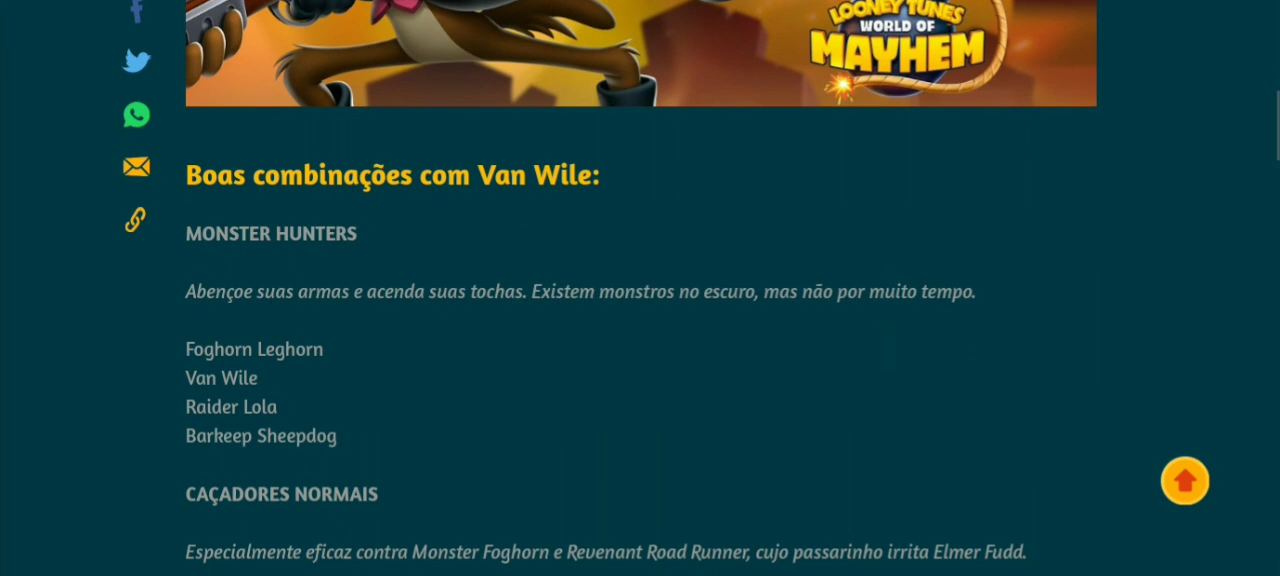 LOONEY TUNES
WORLD OF
MAYHEM
Boas combinações com Van Wile:
MONSTER HUNTERS
Abençoe suas armas e acenda suas tochas. Existem monstros no escuro, mas não por muito tempo.
Foghorn Leghorn
Van Wile
Raider Lola
Barkeep Sheepdog
CAÇADORES NORMAIS
Especialmente eficaz contra Monster Foghorn e Revenant Road Runner, cujo passarinho irrita Elmer Fudd.